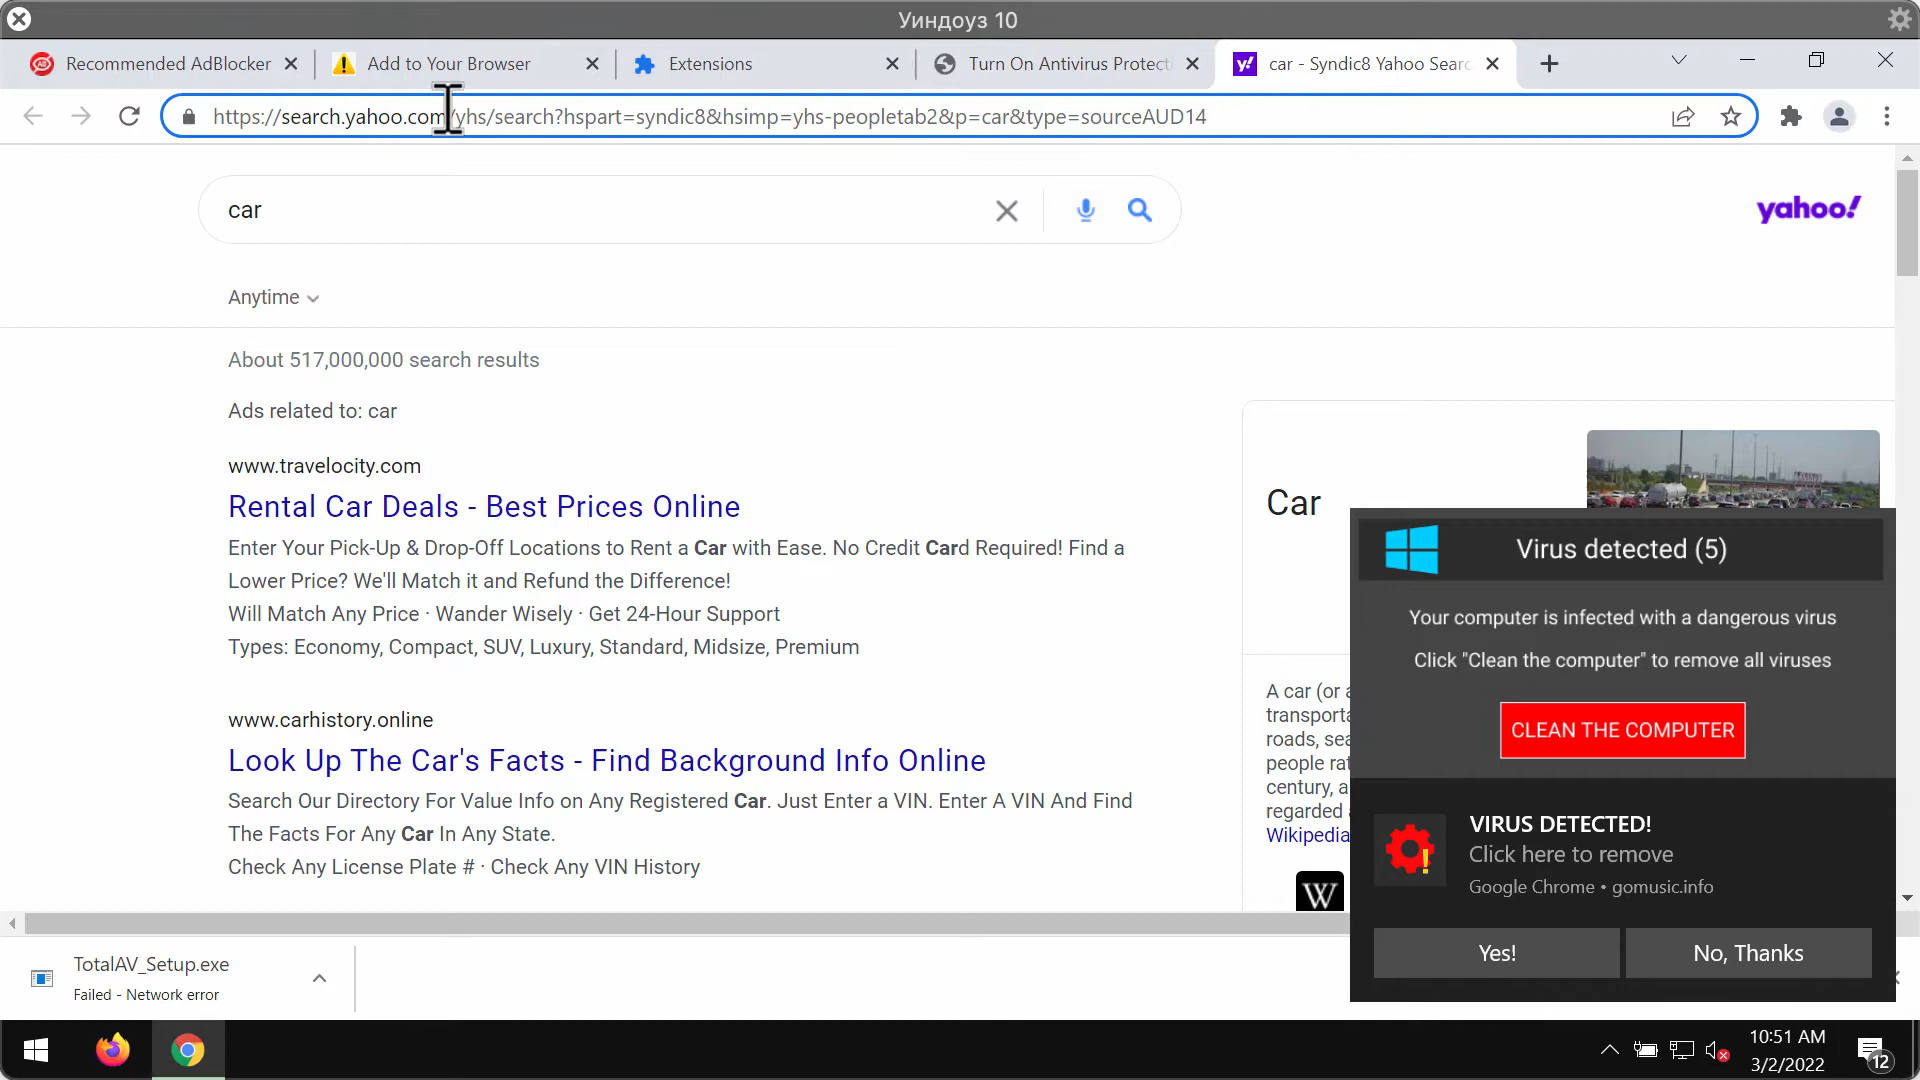 Уиндоуз 10
Recommended AdBlocker
Add to Your Browser
Extensions
Turn On Antivirus Protect
car - Syndic8 Yahoo Searc
https://search.yahoo.com/yhs/search?hspart=syndic8&hsimp=yhs-peopletab2&p=car&type=sourceAUD14
car
yahoo!
Anytime
About 517,000,000 search results
Ads related to: car
www.travelocity.com
Rental Car Deals - Best Prices Online
Enter Your Pick-Up & Drop-Off Locations to Rent a Car with Ease. No Credit Card Required! Find a
Lower Price? We'll Match it and Refund the Difference!
Will Match Any Price · Wander Wisely · Get 24-Hour Support
Types: Economy, Compact, SUV, Luxury, Standard, Midsize, Premium
www.carhistory.online
Look Up The Car's Facts - Find Background Info Online
Search Our Directory For Value Info on Any Registered Car. Just Enter a VIN. Enter A VIN And Find
The Facts For Any Car In Any State.
Check Any License Plate # · Check Any VIN History
Car
A car (or a
transporta
roads, sea
people rat
century, a
regarded
Wikipedia
W
Virus detected (5)
Your computer is infected with a dangerous virus
Click "Clean the computer" to remove all viruses
CLEAN THE COMPUTER
VIRUS DETECTED!
Click here to remove
Google Chrome • gomusic.info
Yes!
No, Thanks
TotalAV_Setup.exe
Failed - Network error
10:51 AM
3/2/2022
12